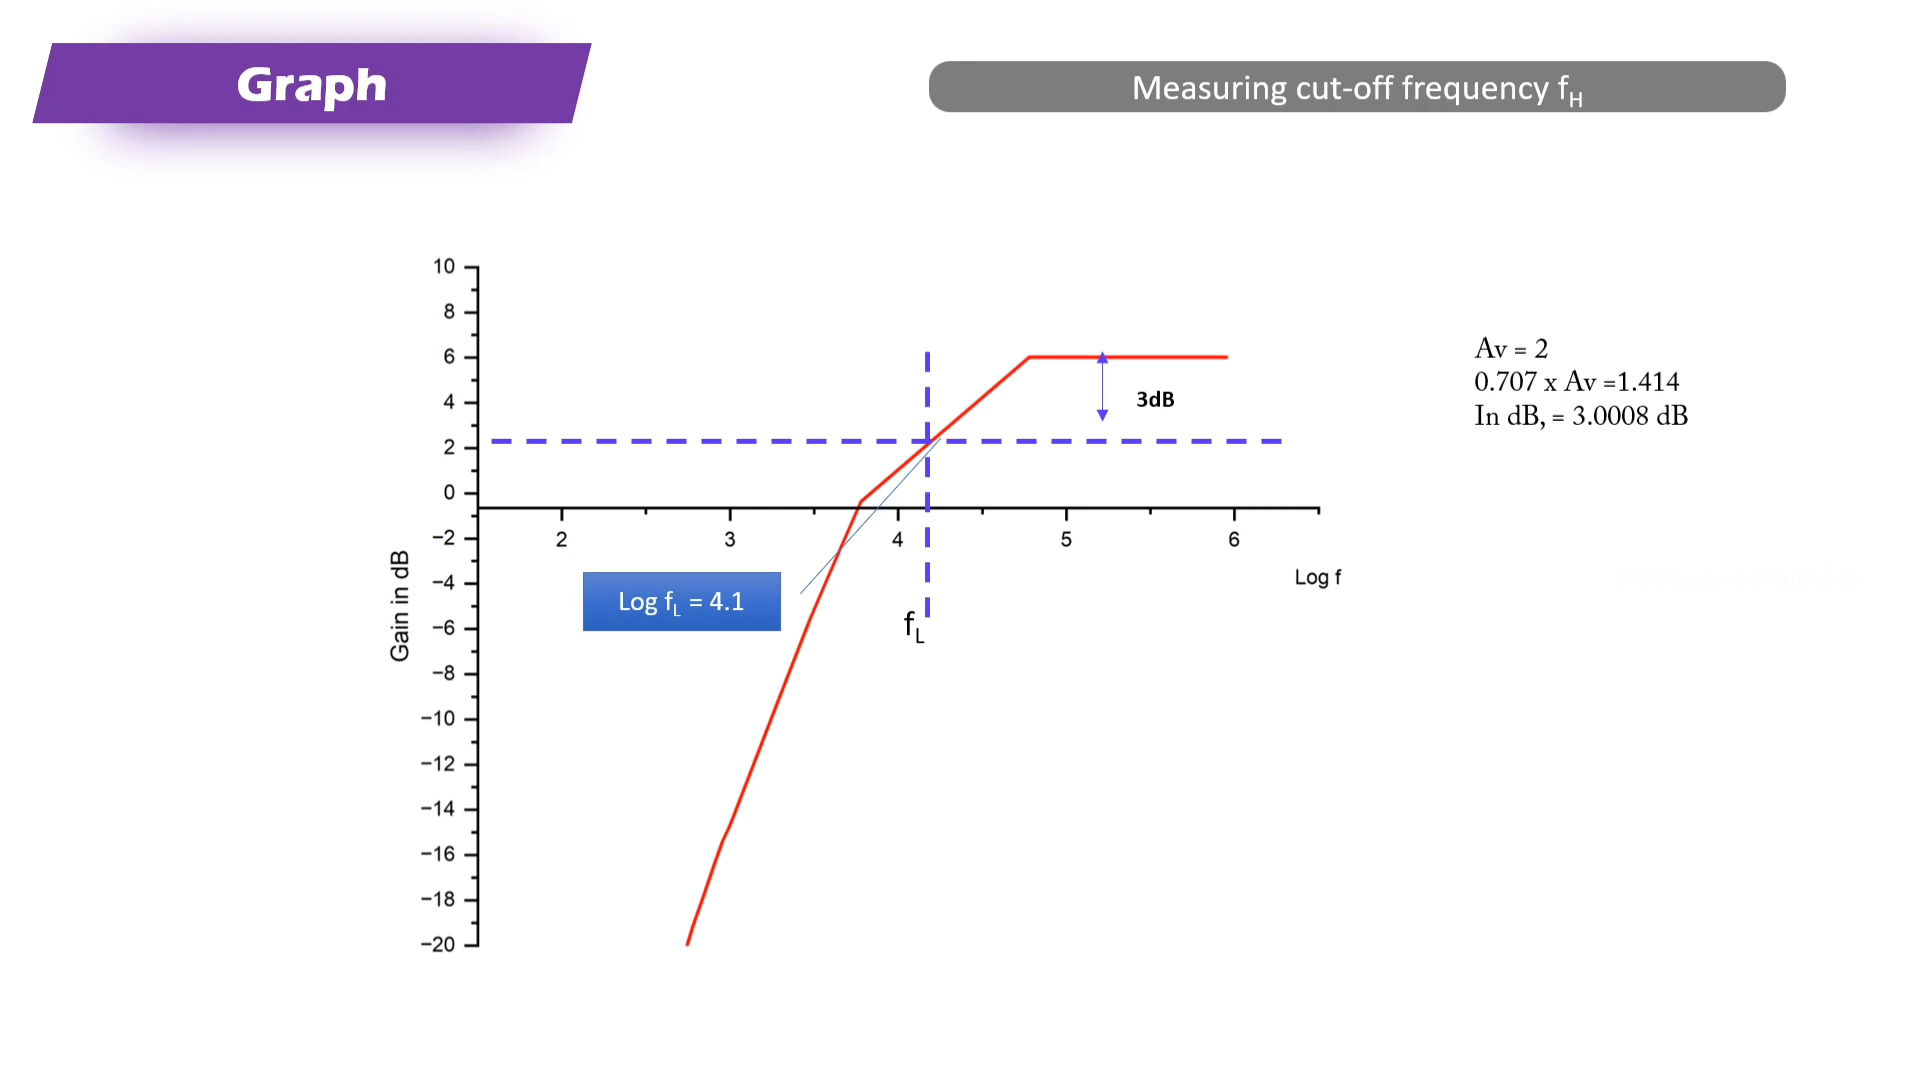 Graph
Measuring cut-off frequency fH
10
8
6
4
2
0
−2
−4
−6
−8
−10
−12
−14
−16
−18
−20
Gain in dB
2 3 4 5 6
Log f
3dB
Log fL = 4.1
fL
Av = 2
0.707 x Av =1.414
In dB, = 3.0008 dB